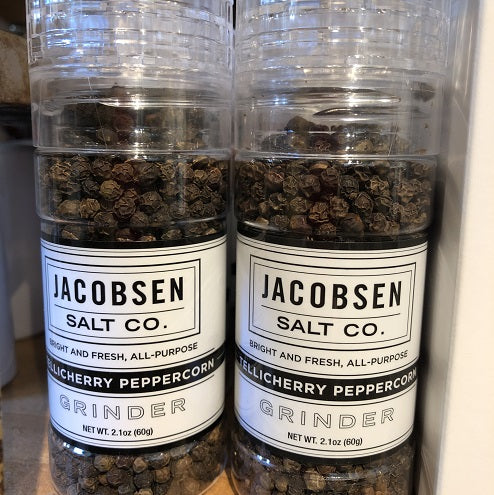 JACOBSEN
SALT CO.
BRIGHT AND FRESH, ALL-PURPOSE
TELLICHERRY PEPPERCORN
GRINDER
NET WT. 2.1oz (60g)
JACOBSEN
SALT CO.
BRIGHT AND FRESH, ALL-PURPOSE
TELLICHERRY PEPPERCORN
GRINDER
NET WT. 2.1oz (60g)